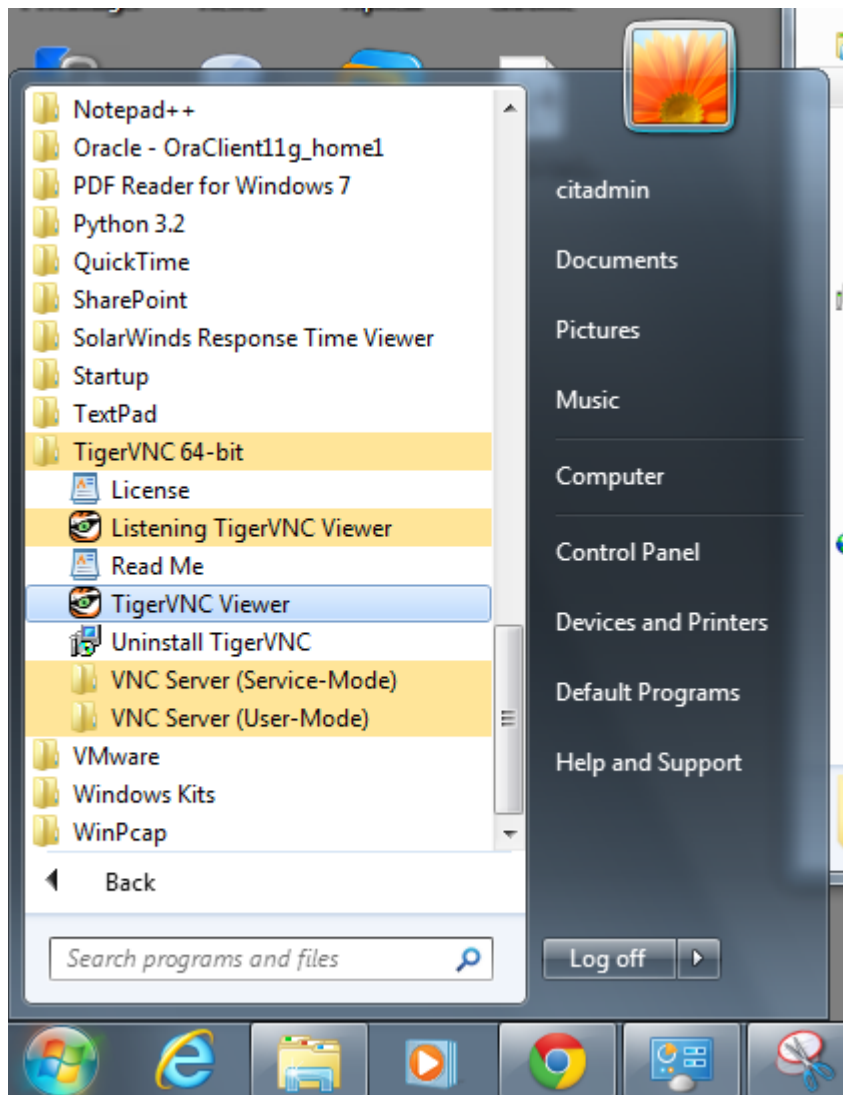 Notepad++
Oracle - OraClient11g_home1
PDF Reader for Windows 7
Python 3.2
QuickTime
SharePoint
SolarWinds Response Time Viewer
Startup
TextPad
TigerVNC 64-bit
License
Listening TigerVNC Viewer
Read Me
TigerVNC Viewer
Uninstall TigerVNC
VNC Server (Service-Mode)
VNC Server (User-Mode)
VMware
Windows Kits
WinPcap
Back
Search programs and files
citadmin
Documents
Pictures
Music
Computer
Control Panel
Devices and Printers
Default Programs
Help and Support
Log off